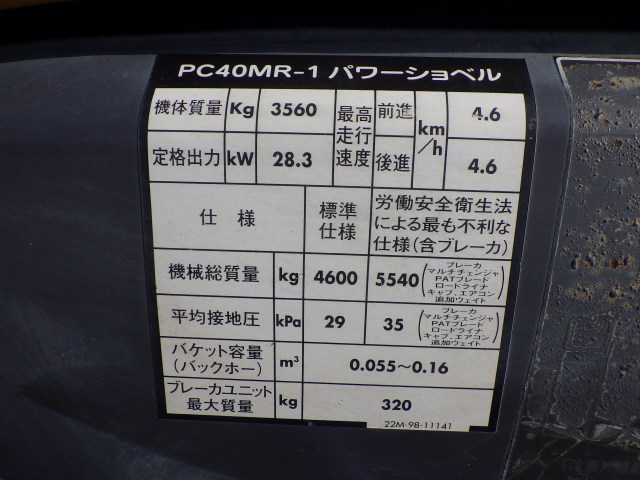 PC40MR-1 パワーショベル
機体質量 Kg 3560 最高走行速度 前進 km/h 4.6
定格出力 kW 28.3 後進 4.6
仕様 標準仕様 労働安全衛生法による最も不利な仕様(含ブレーカ)
機械総質量 kg 4600 5540 (ブレーカ マルチチェンジャ PATブレード ロードライナ キャブ、エアコン 追加ウェイト)
平均接地圧 kPa 29 35 (ブレーカ マルチチェンジャ PATブレード ロードライナ キャブ、エアコン 追加ウェイト)
バケット容量(バックホー) m³ 0.055~0.16
ブレーカユニット最大質量 kg 320
22M-98-11141